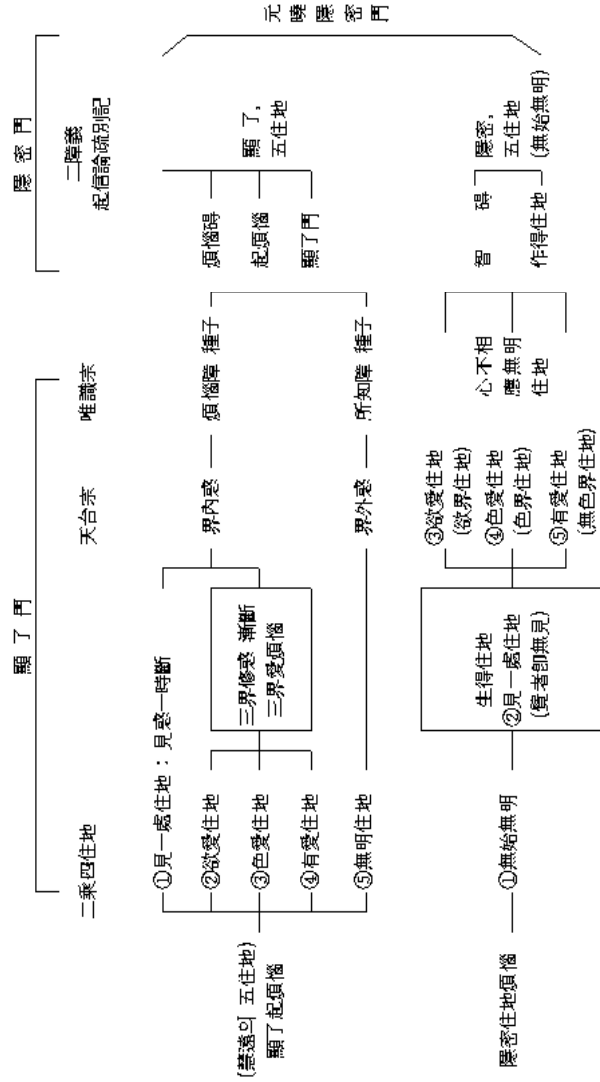 元曉隱密門
顯了門
隱密門
二乘四住地
天台宗
唯識宗
二障義
起信論疏別記
(慧遠의 五住地)
顯了起煩惱
①見一處住地 : 見惑一時斷
②欲愛住地
③色愛住地
④有愛住地
⑤無明住地
三界修惑 漸斷
三界愛煩惱
界內惑
界外惑
煩惱障 種子
所知障 種子
煩惱碍
起煩惱
顯了門
顯了,
五住地
隱密住地煩惱
①無始無明
生得住地
②見一處住地
(覺者卽無見)
③欲愛住地
(欲界住地)
④色愛住地
(色界住地)
⑤有愛住地
(無色界住地)
心不相
應無明
住地
智碍
作得住地
隱密,
五住地
(無始無明)